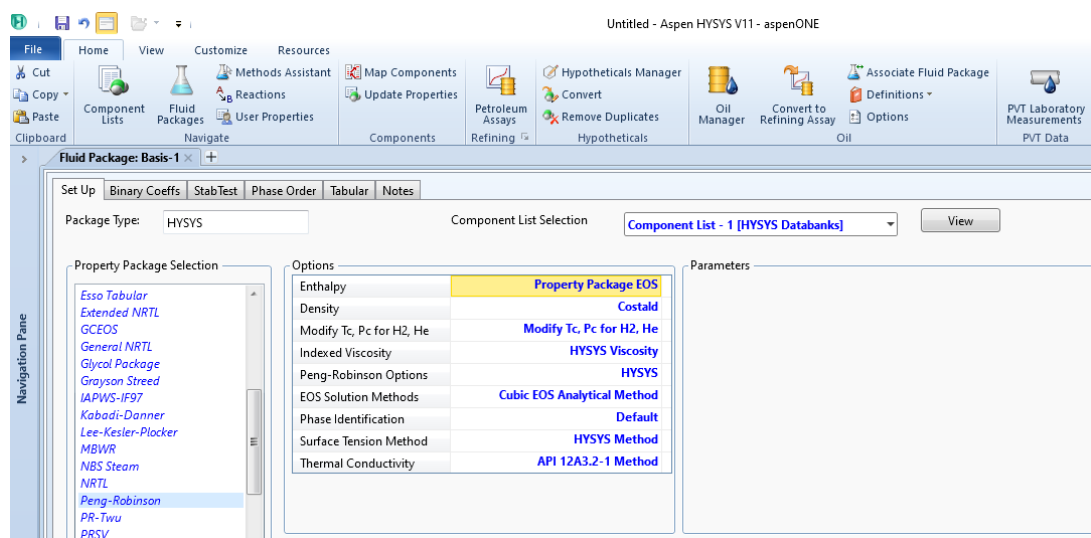 Untitled - Aspen HYSYS V11 - aspenONE
File Home View Customize Resources
Cut
Copy
Paste
Clipboard
Component Lists
Fluid Packages
Methods Assistant
Reactions
User Properties
Navigate
Map Components
Update Properties
Components
Petroleum Assays
Refining
Hypotheticals Manager
Convert
Remove Duplicates
Hypotheticals
Oil Manager
Convert to Refining Assay
Associate Fluid Package
Definitions
Options
Oil
PVT Laboratory Measurements
PVT Data
Fluid Package: Basis-1 × +
Set Up Binary Coeffs StabTest Phase Order Tabular Notes
Package Type: HYSYS Component List Selection Component List - 1 [HYSYS Databanks] View
Navigation Pane
Property Package Selection
Esso Tabular
Extended NRTL
GCEOS
General NRTL
Glycol Package
Grayson Streed
IAPWS-IF97
Kabadi-Danner
Lee-Kesler-Plocker
MBWR
NBS Steam
NRTL
Peng-Robinson
PR-Twu
PRSV
Options
Enthalpy Property Package EOS
Density Costald
Modify Tc, Pc for H2, He Modify Tc, Pc for H2, He
Indexed Viscosity HYSYS Viscosity
Peng-Robinson Options HYSYS
EOS Solution Methods Cubic EOS Analytical Method
Phase Identification Default
Surface Tension Method HYSYS Method
Thermal Conductivity API 12A3.2-1 Method
Parameters